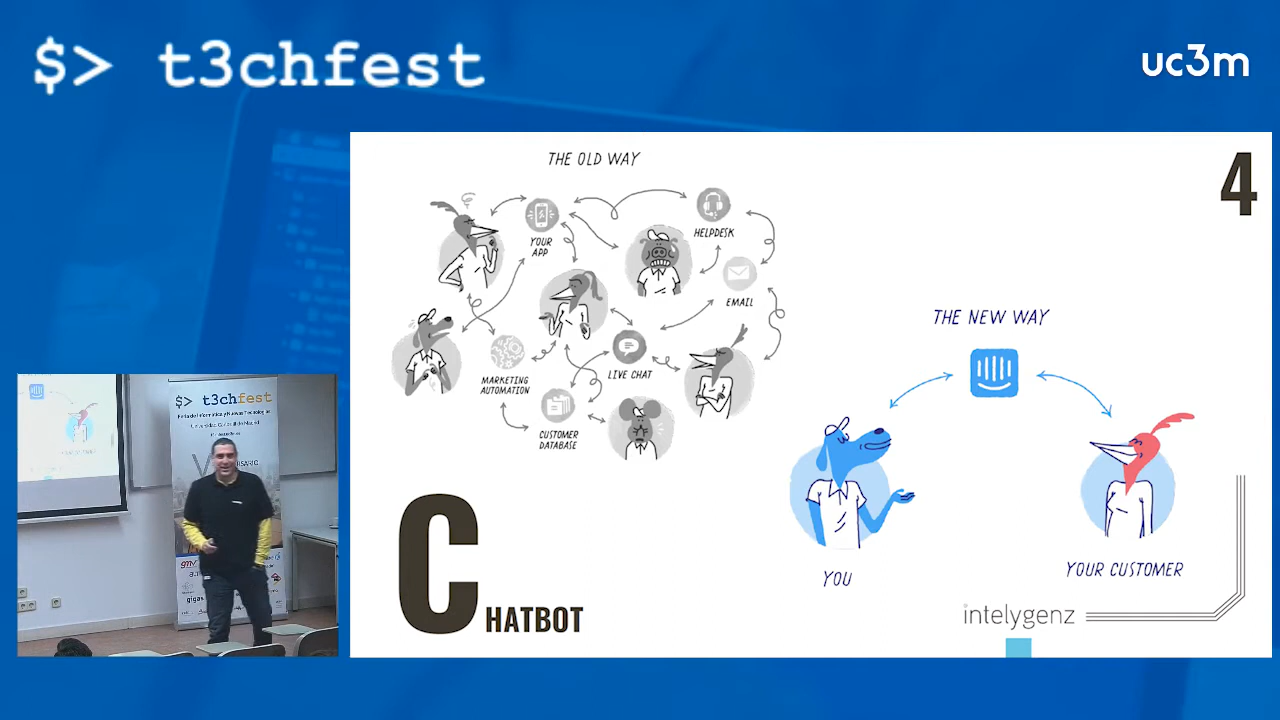 $> t3chfest
uc3m
THE OLD WAY
4
YOUR
APP
HELPDESK
EMAIL
MARKETING
AUTOMATION
LIVE CHAT
CUSTOMER
DATABASE
THE NEW WAY
YOU
YOUR CUSTOMER
CHATBOT
intelygenz
$> t3chfest